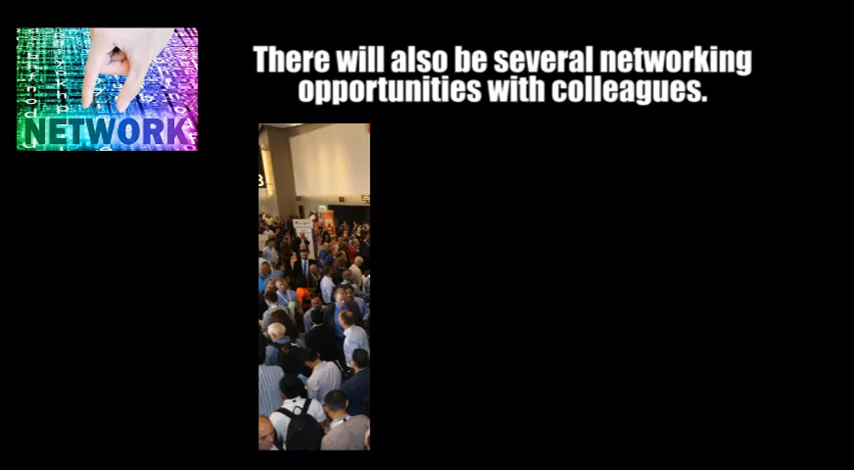 NETWORK
There will also be several networking
opportunities with colleagues.